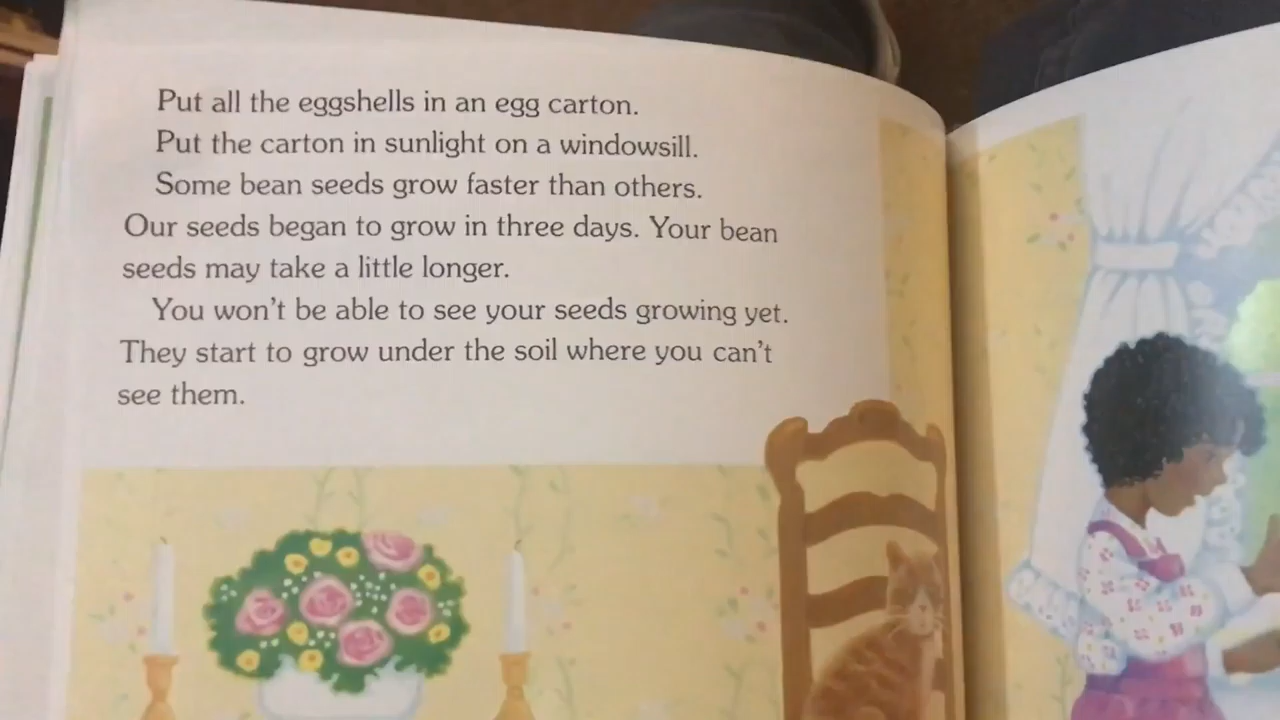 Put all the eggshells in an egg carton.
Put the carton in sunlight on a windowsill.
Some bean seeds grow faster than others.
Our seeds began to grow in three days. Your bean
seeds may take a little longer.
You won't be able to see your seeds growing yet.
They start to grow under the soil where you can't
see them.